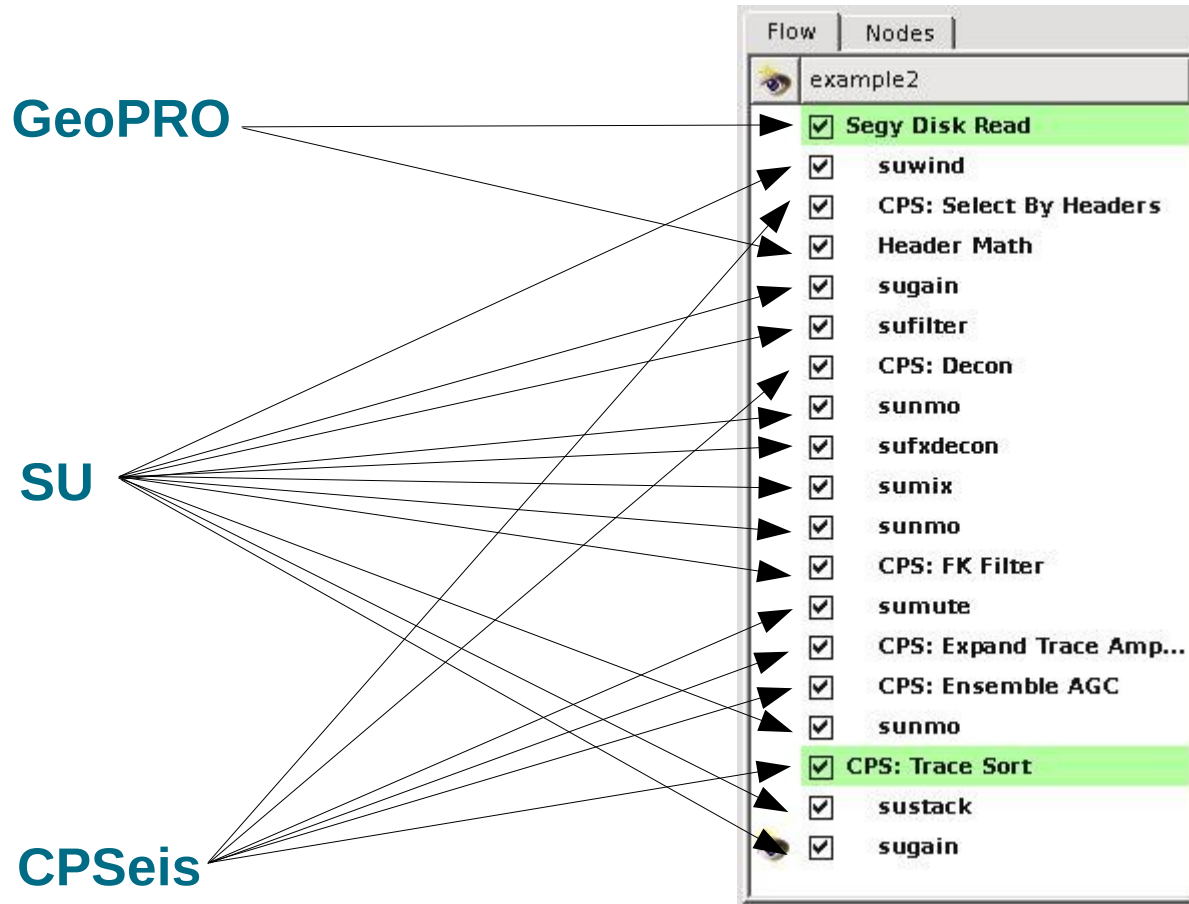 Flow Nodes
example2
GeoPRO
Segy Disk Read
suwind
CPS: Select By Headers
Header Math
sugain
sufilter
CPS: Decon
sunmo
sufxdecon
SU
sumix
sunmo
CPS: FK Filter
sumute
CPS: Expand Trace Amp...
CPS: Ensemble AGC
sunmo
CPS: Trace Sort
sustack
sugain
CPSeis